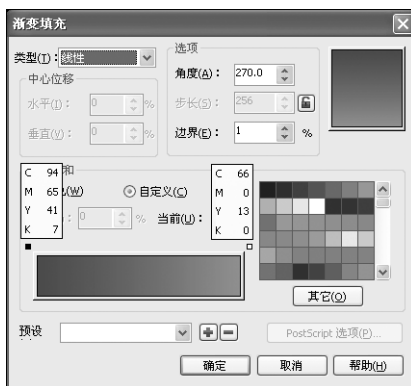 渐变填充
类型(T): 线性
选项
角度(A): 270.0
中心位移
水平(I): 0 %
步长(S): 256
垂直(V): 0 %
边界(E): 1 %
和
C 94
M 65
Y 41
K 7
(W)
自定义(C)
: 0 %
当前(U):
C 66
M 0
Y 13
K 0
其它(O)
预设
PostScript 选项(P)...
确定
取消
帮助(H)